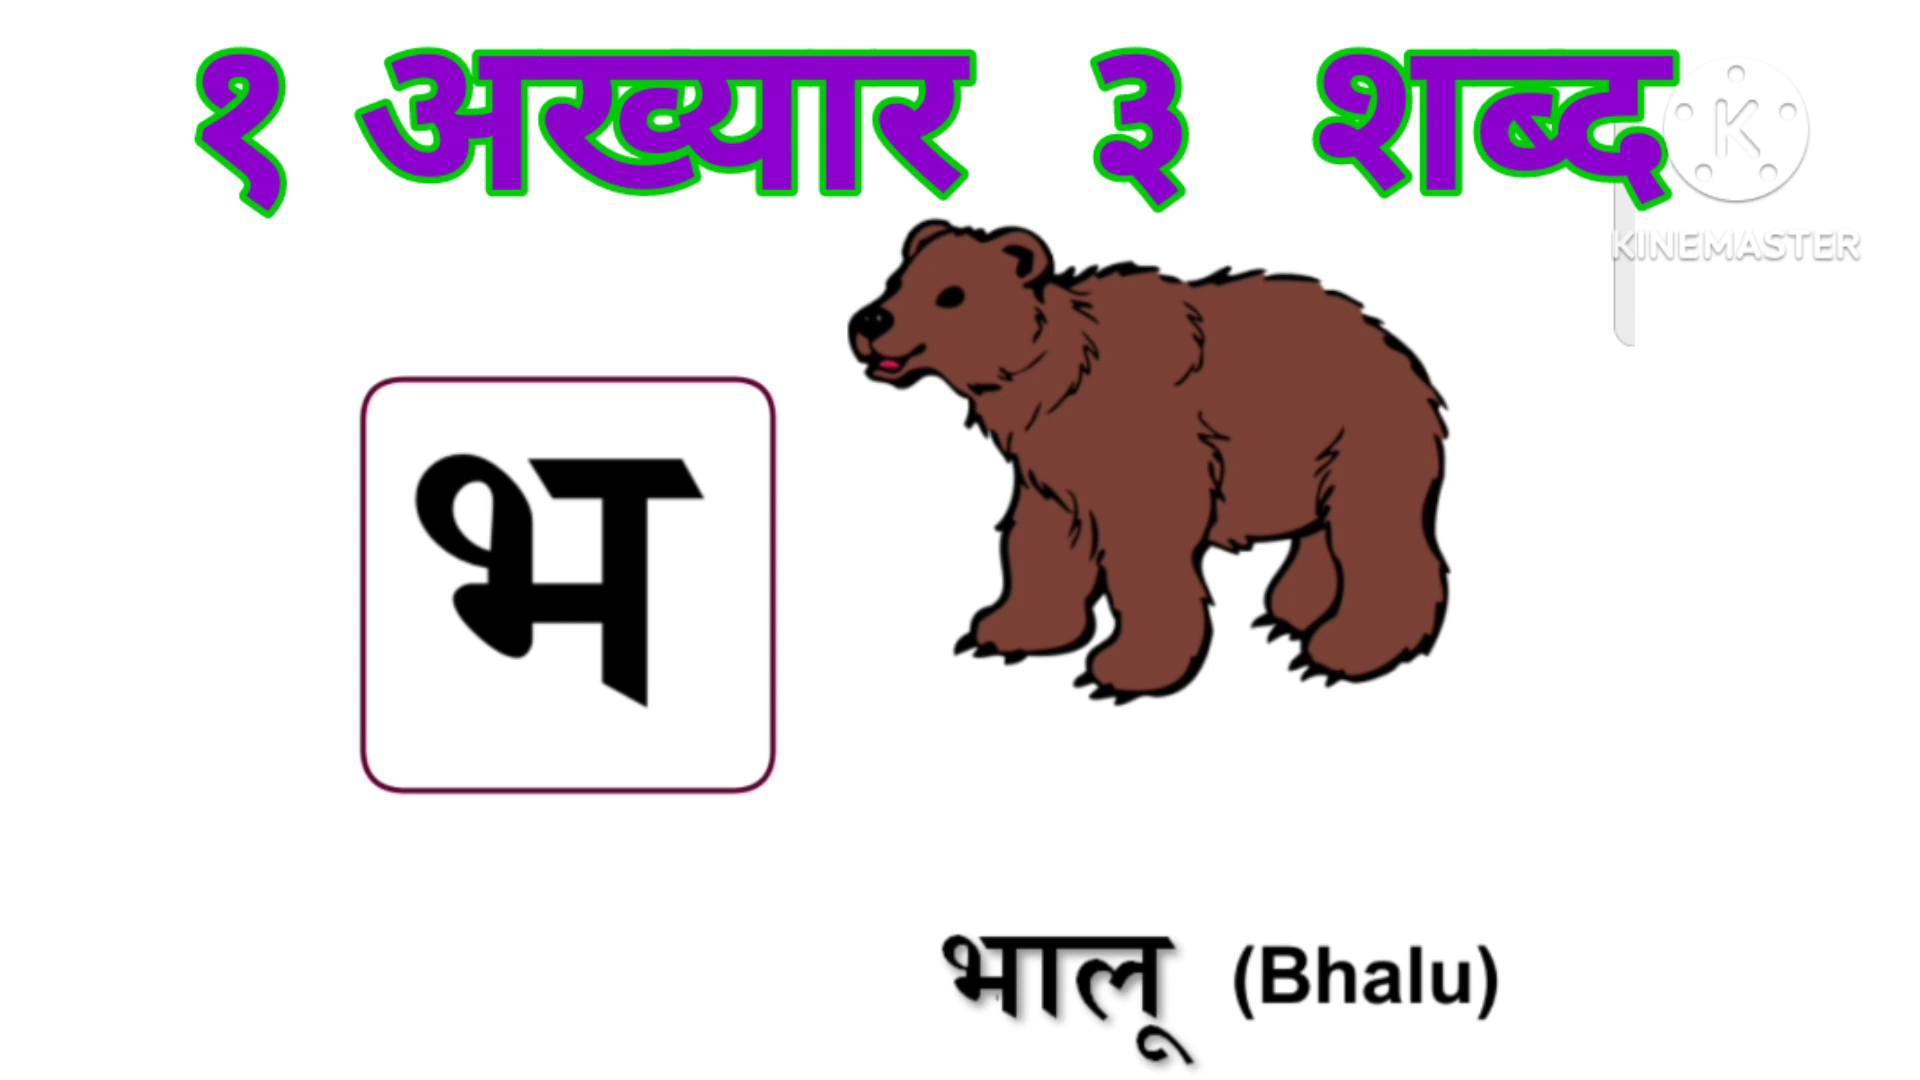 १ अख्यार ३ शब्द
K
KINEMASTER
भ
भालू (Bhalu)